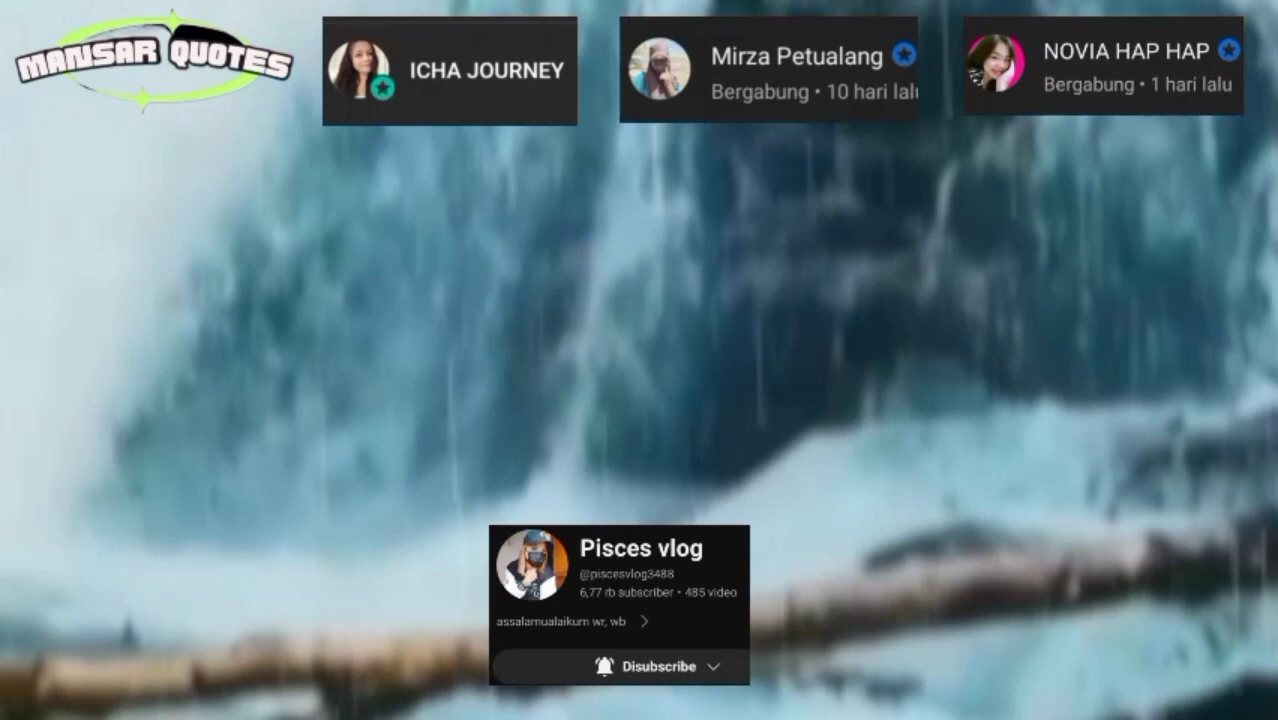 MANSAR QUOTES
ICHA JOURNEY
Mirza Petualang
Bergabung • 10 hari lalu
NOVIA HAP HAP
Bergabung • 1 hari lalu
Pisces vlog
@piscesvlog3488
6,77 rb subscriber • 485 video
assalamualaikum wr, wb
Disubscribe